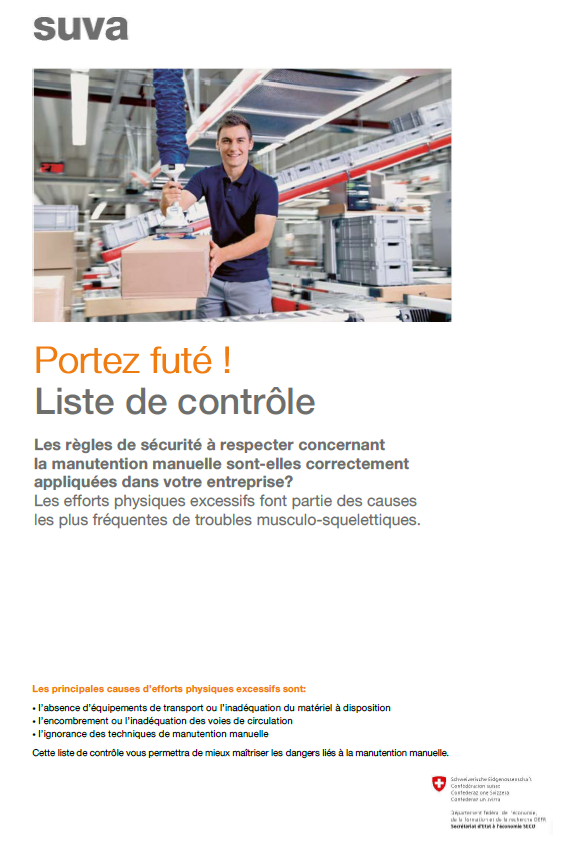 suva
Portez futé !
Liste de contrôle
Les règles de sécurité à respecter concernant
la manutention manuelle sont-elles correctement
appliquées dans votre entreprise?
Les efforts physiques excessifs font partie des causes
les plus fréquentes de troubles musculo-squelettiques.
Les principales causes d'efforts physiques excessifs sont:
• l'absence d'équipements de transport ou l'inadéquation du matériel à disposition
• l'encombrement ou l'inadéquation des voies de circulation
• l'ignorance des techniques de manutention manuelle
Cette liste de contrôle vous permettra de mieux maîtriser les dangers liés à la manutention manuelle.
Schweizerische Eidgenossenschaft
Confédération suisse
Confederazione Svizzera
Confederaziun svizra
Département fédéral de l'économie,
de la formation et de la recherche DEFR
Secrétariat d'Etat à l'économie SECO